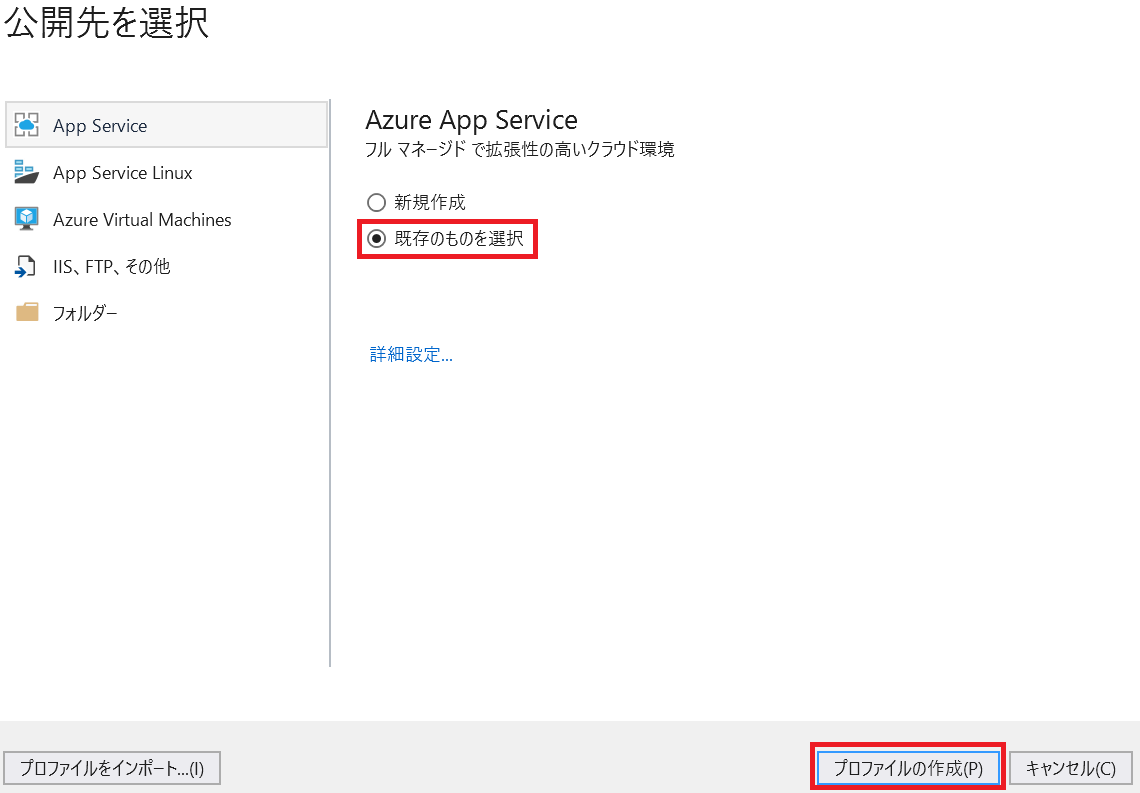 公開先を選択
App Service
App Service Linux
Azure Virtual Machines
IIS、FTP、その他
フォルダー
Azure App Service
フル マネージド で拡張性の高いクラウド環境
新規作成
既存のものを選択
詳細設定...
プロファイルをインポート...(I)
プロファイルの作成(P)
キャンセル(C)